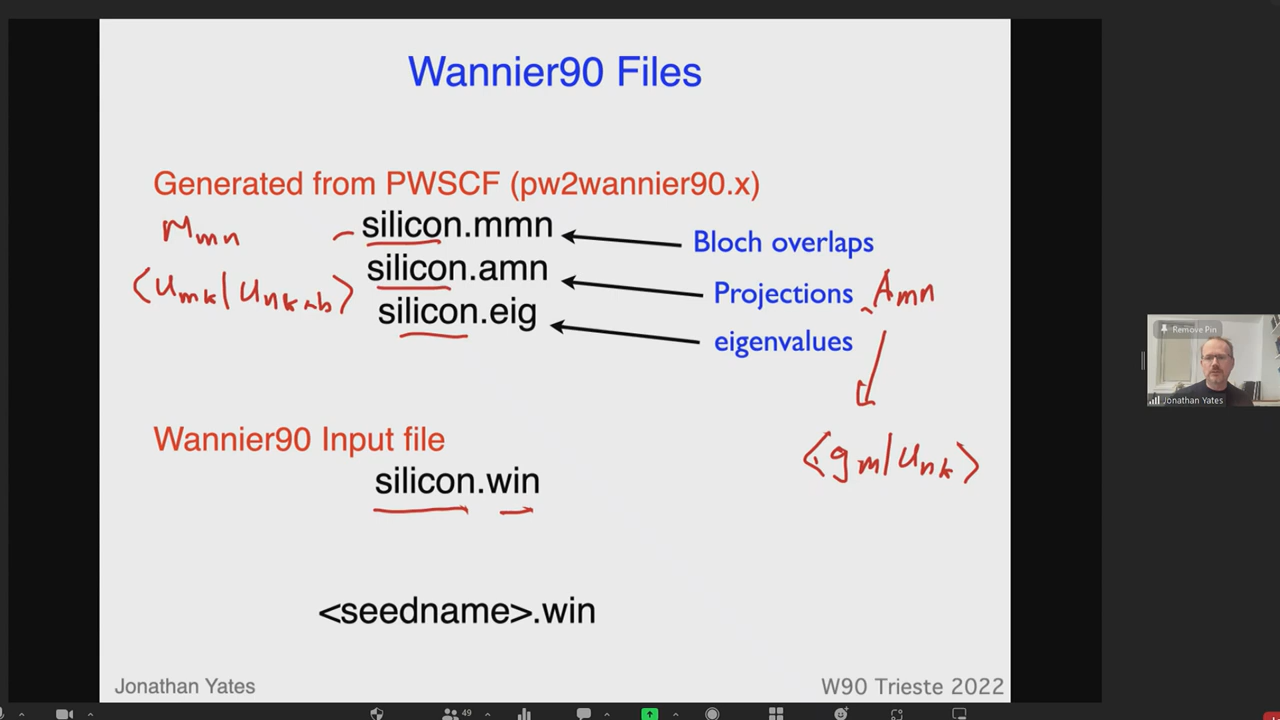 Wannier90 Files
Generated from PWSCF (pw2wannier90.x)
Mmn
silicon.mmn
Bloch overlaps
<umk|unk+b>
silicon.amn
Projections Amn
silicon.eig
eigenvalues
<gm|unk>
Wannier90 Input file
silicon.win
<seedname>.win
Jonathan Yates
W90 Trieste 2022
Remove Pin
Jonathan Yates
49